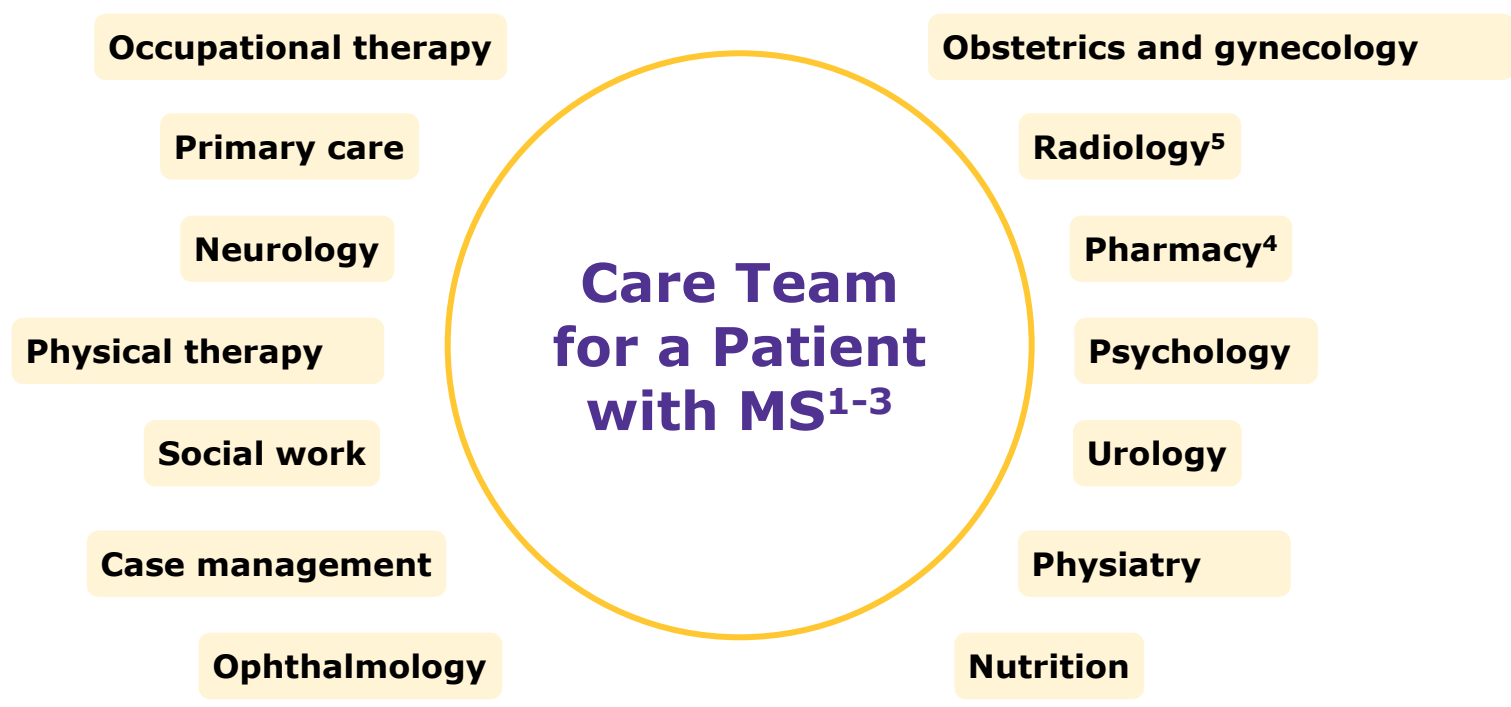 Occupational therapy
Primary care
Neurology
Physical therapy
Social work
Case management
Ophthalmology
Care Team
for a Patient
with MS¹⁻³
Obstetrics and gynecology
Radiology⁵
Pharmacy⁴
Psychology
Urology
Physiatry
Nutrition